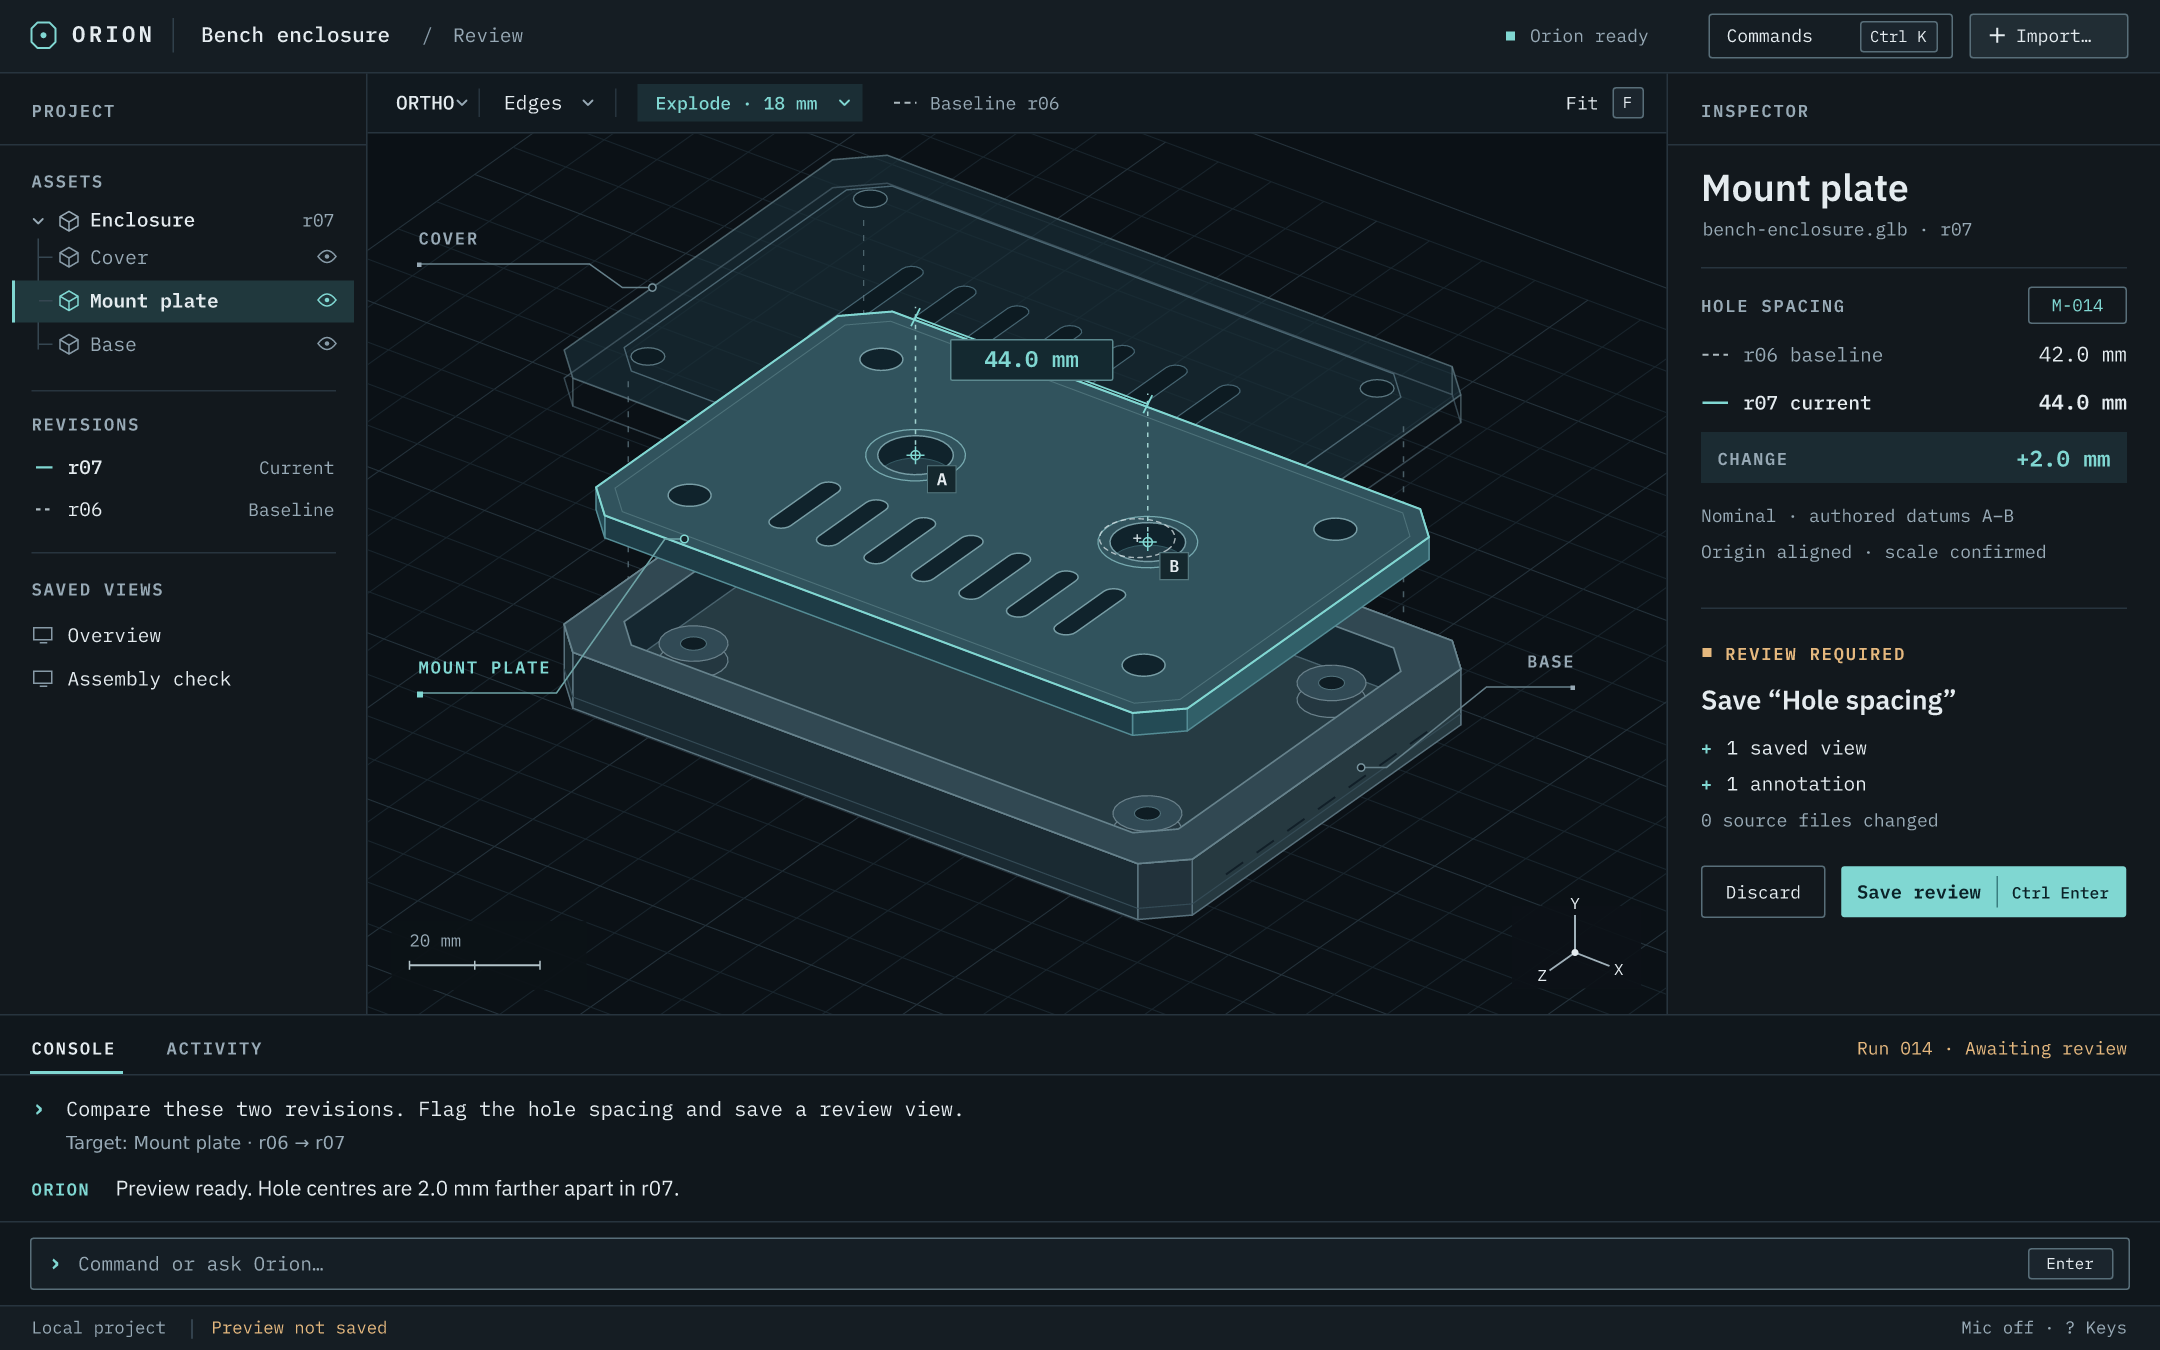 ORION Bench enclosure / Review Orion ready Commands Ctrl K + Import…
PROJECT
ASSETS
Enclosure r07
Cover
Mount plate
Base
REVISIONS
r07 Current
r06 Baseline
SAVED VIEWS
Overview
Assembly check
ORTHO Edges Explode · 18 mm Baseline r06 Fit F
COVER
44.0 mm
A
B
MOUNT PLATE
BASE
20 mm
Y
X
Z
INSPECTOR
Mount plate
bench-enclosure.glb · r07
HOLE SPACING M-014
r06 baseline 42.0 mm
r07 current 44.0 mm
CHANGE +2.0 mm
Nominal · authored datums A–B
Origin aligned · scale confirmed
REVIEW REQUIRED
Save “Hole spacing”
+ 1 saved view
+ 1 annotation
0 source files changed
Discard Save review Ctrl Enter
CONSOLE ACTIVITY Run 014 · Awaiting review
› Compare these two revisions. Flag the hole spacing and save a review view.
Target: Mount plate · r06 → r07
ORION Preview ready. Hole centres are 2.0 mm farther apart in r07.
› Command or ask Orion… Enter
Local project Preview not saved Mic off · ? Keys